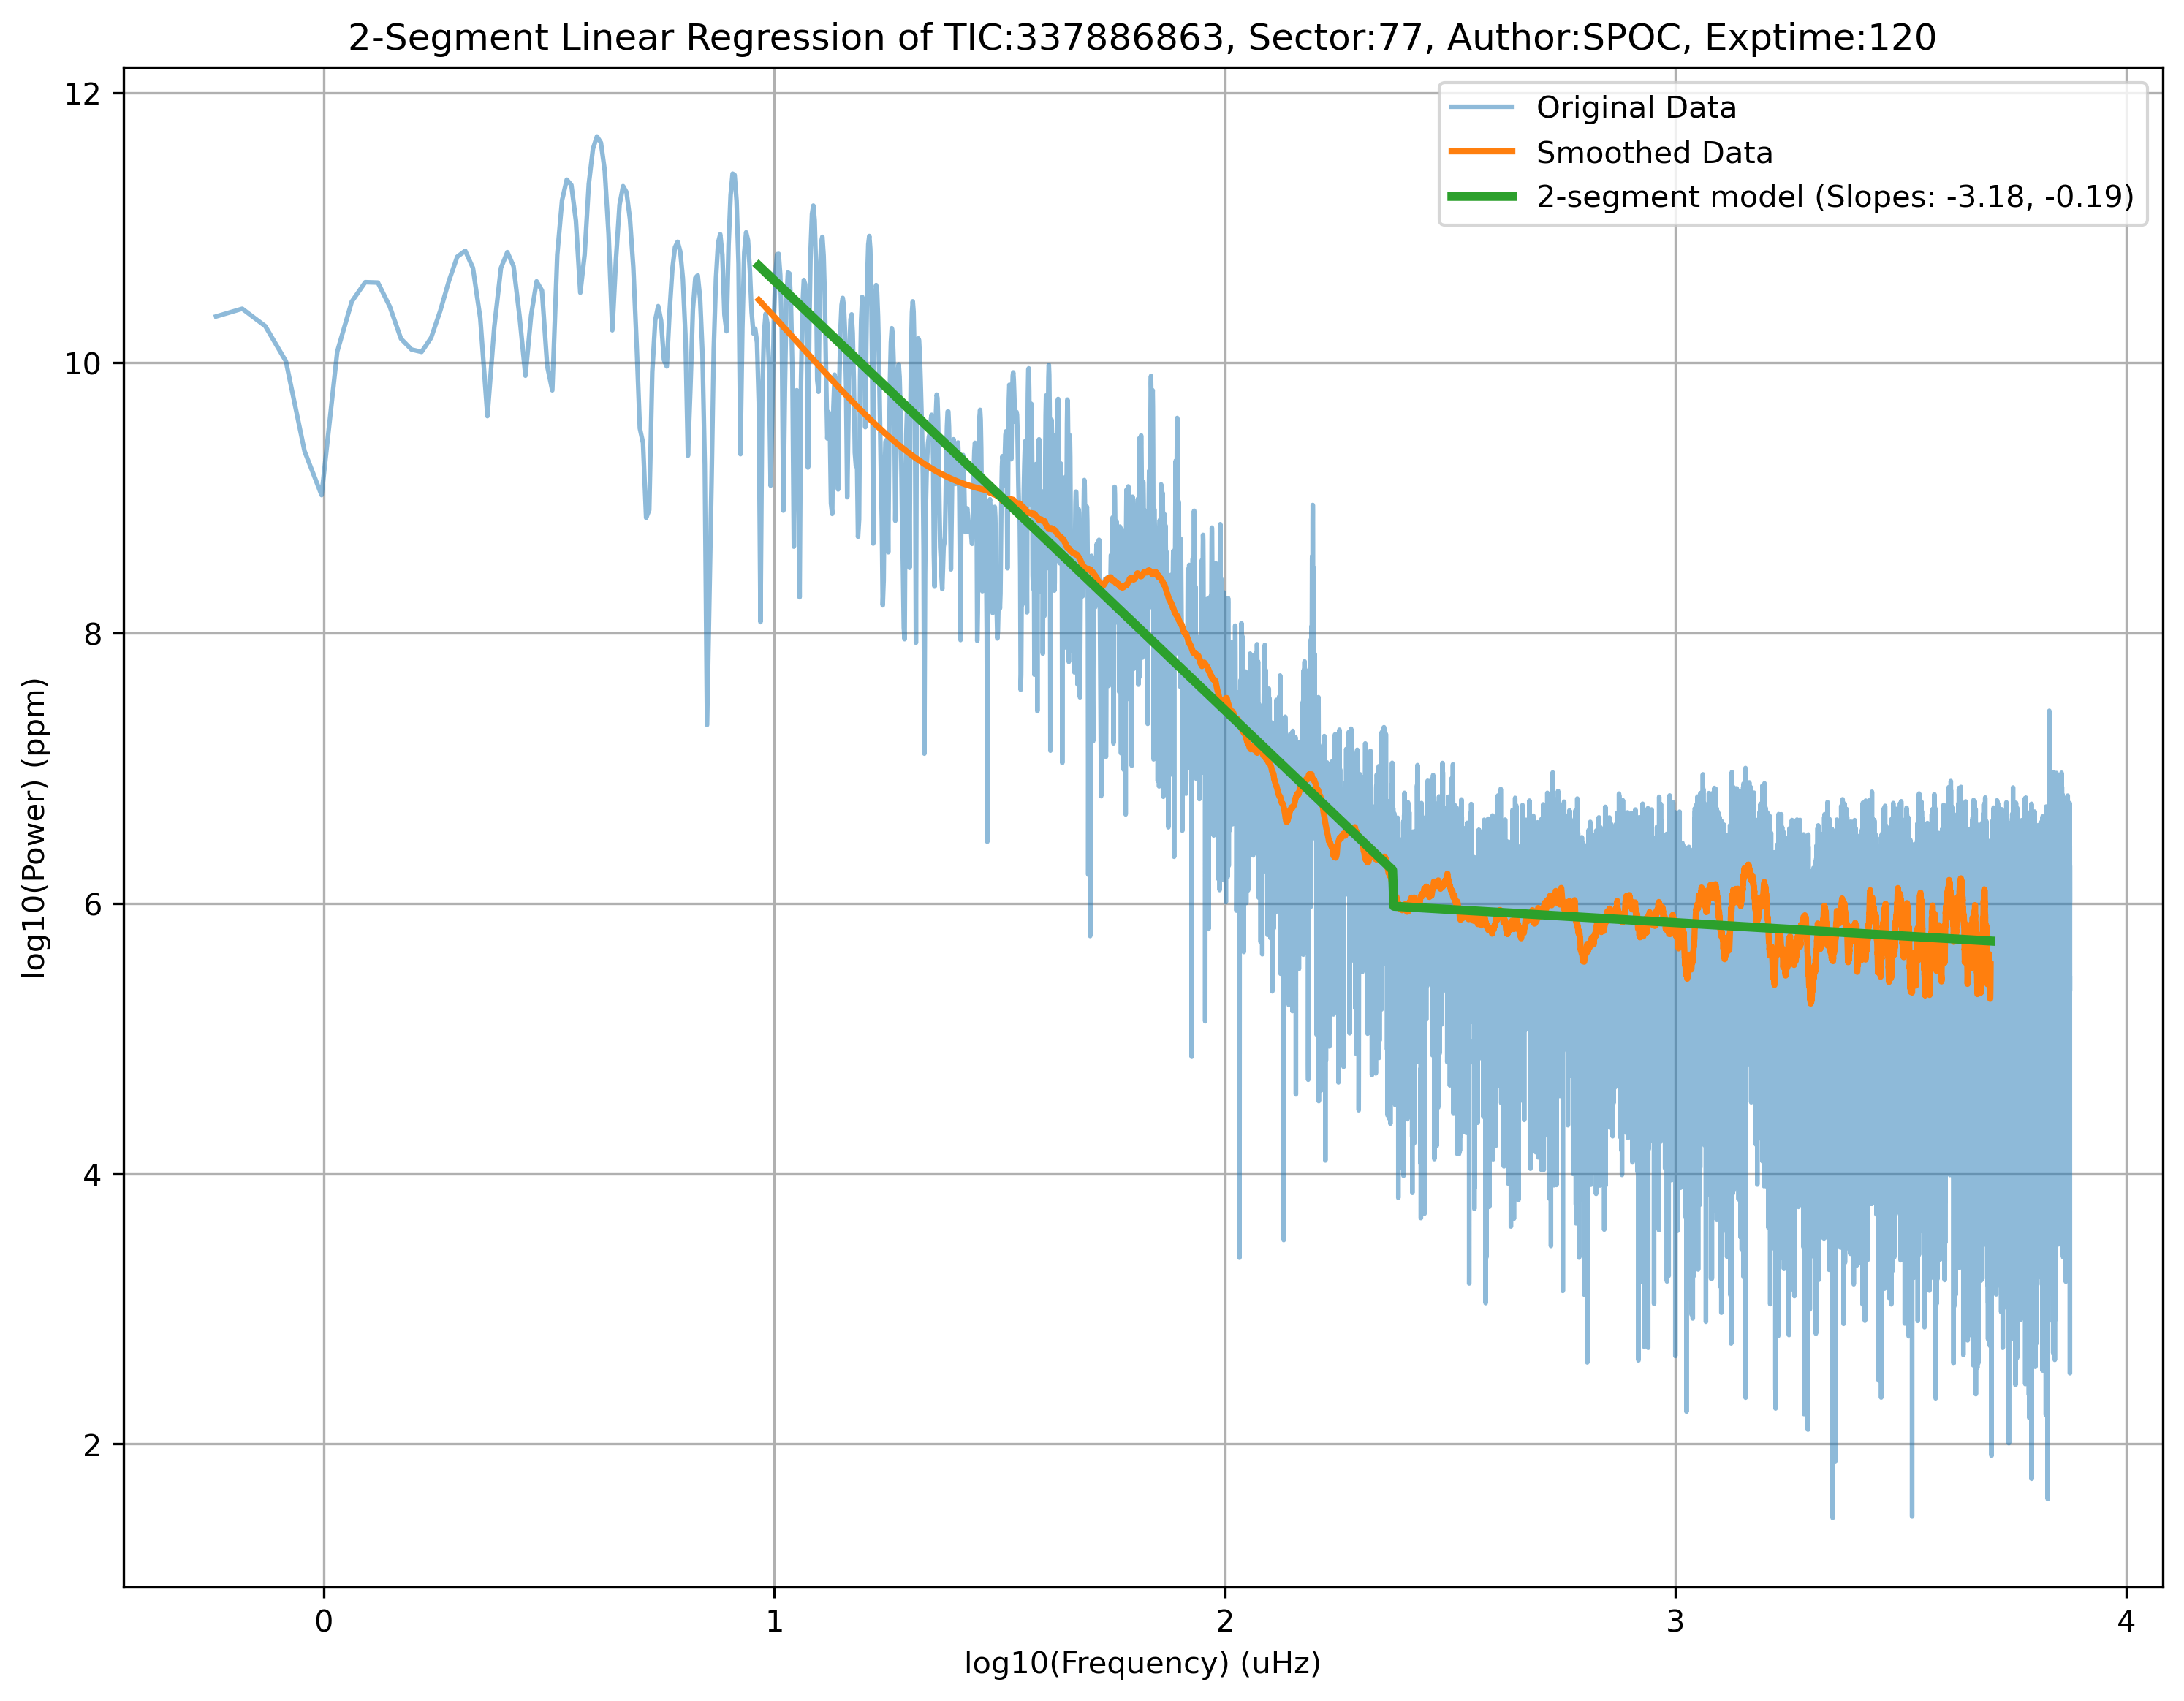 2-Segment Linear Regression of TIC:337886863, Sector:77, Author:SPOC, Exptime:120
Original Data
Smoothed Data
2-segment model (Slopes: -3.18, -0.19)
12
10
8
6
4
2
log10(Power) (ppm)
0 1 2 3 4
log10(Frequency) (uHz)